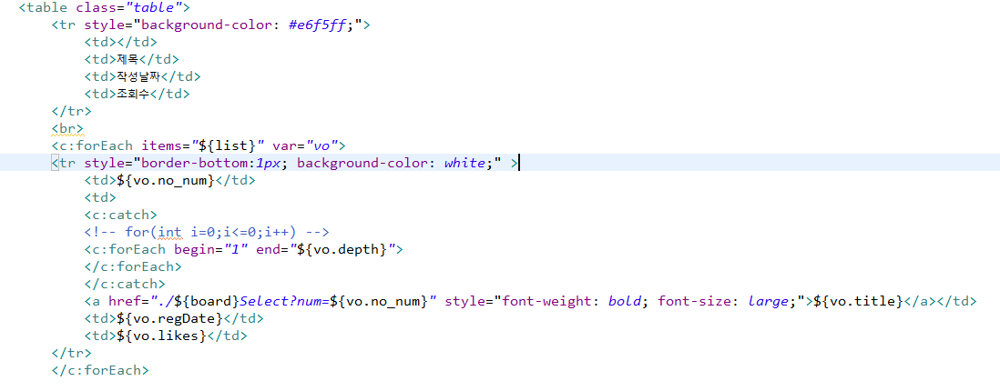 <table class="table">
<tr style="background-color: #e6f5ff;">
<td></td>
<td>제목</td>
<td>작성날짜</td>
<td>조회수</td>
</tr>
<br>
<c:forEach items="${list}" var="vo">
<tr style="border-bottom:1px; background-color: white;" >
<td>${vo.no_num}</td>
<td>
<c:catch>
<!-- for(int i=0;i<=0;i++) -->
<c:forEach begin="1" end="${vo.depth}">
</c:forEach>
</c:catch>
<a href="./${board}Select?num=${vo.no_num}" style="font-weight: bold; font-size: large;">${vo.title}</a></td>
<td>${vo.regDate}</td>
<td>${vo.likes}</td>
</tr>
</c:forEach>